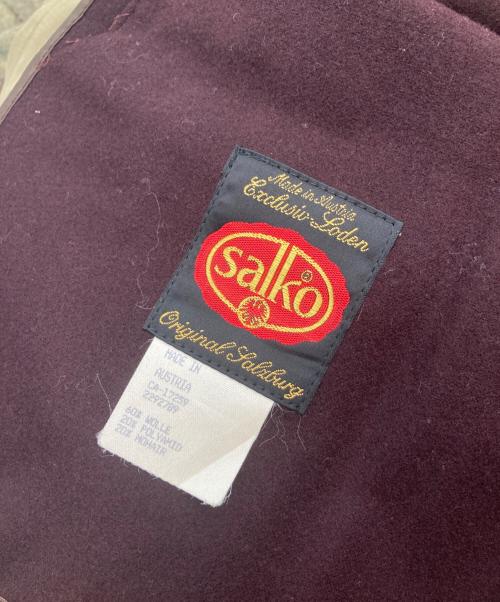 Made in Austria
Exclusiv-Loden
salko®
Original Salzburg
MADE IN
AUSTRIA
CA-17259
2292789
60% WOLLE
20% POLYAMID
20% MOHAIR